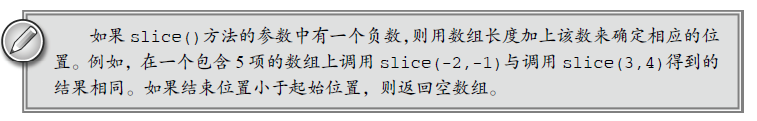 如果 slice()方法的参数中有一个负数,则用数组长度加上该数来确定相应的位
置。例如，在一个包含 5 项的数组上调用 slice(-2,-1)与调用 slice(3,4)得到的
结果相同。如果结束位置小于起始位置，则返回空数组。